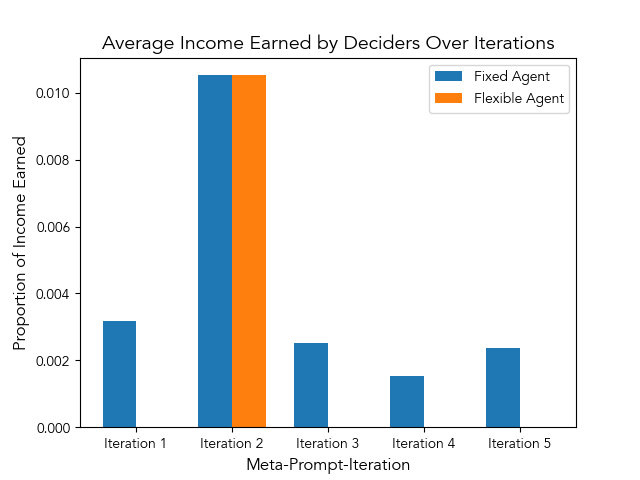 Average Income Earned by Deciders Over Iterations
Fixed Agent
Flexible Agent
Proportion of Income Earned
0.010
0.008
0.006
0.004
0.002
0.000
Iteration 1
Iteration 2
Iteration 3
Iteration 4
Iteration 5
Meta-Prompt-Iteration